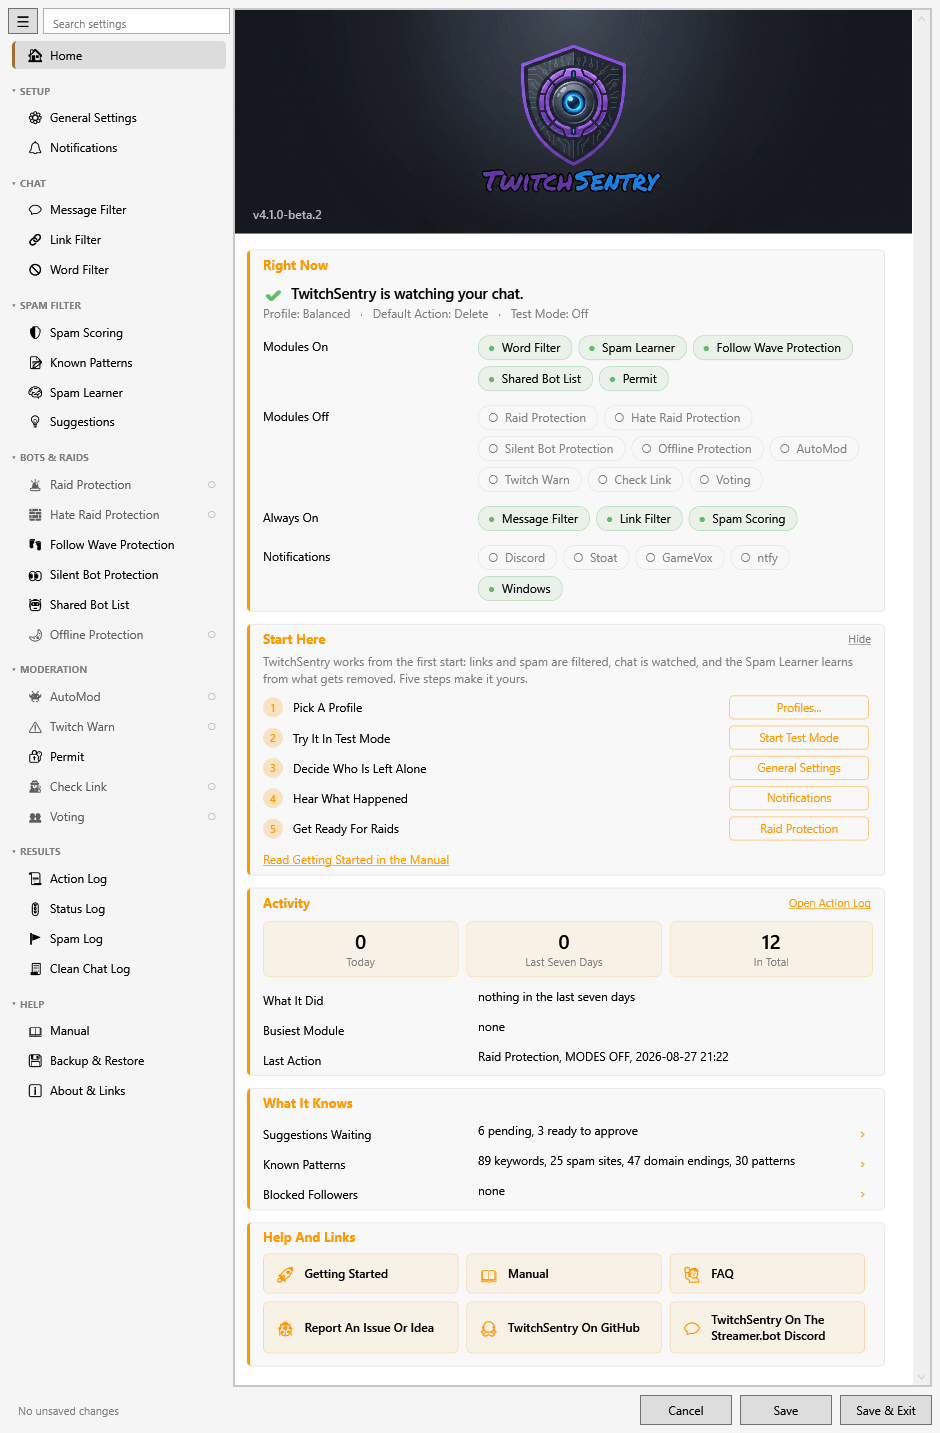 ☰
Search settings
Home
SETUP
General Settings
Notifications
CHAT
Message Filter
Link Filter
Word Filter
SPAM FILTER
Spam Scoring
Known Patterns
Spam Learner
Suggestions
BOTS & RAIDS
Raid Protection
Hate Raid Protection
Follow Wave Protection
Silent Bot Protection
Shared Bot List
Offline Protection
MODERATION
AutoMod
Twitch Warn
Permit
Check Link
Voting
RESULTS
Action Log
Status Log
Spam Log
Clean Chat Log
HELP
Manual
Backup & Restore
About & Links
TWITCHSENTRY
v4.1.0-beta.2
Right Now
TwitchSentry is watching your chat.
Profile: Balanced · Default Action: Delete · Test Mode: Off
Modules On
Word Filter Spam Learner Follow Wave Protection
Shared Bot List Permit
Modules Off
Raid Protection Hate Raid Protection
Silent Bot Protection Offline Protection AutoMod
Twitch Warn Check Link Voting
Always On
Message Filter Link Filter Spam Scoring
Notifications
Discord Stoat GameVox ntfy
Windows
Start Here Hide
TwitchSentry works from the first start: links and spam are filtered, chat is watched, and the Spam Learner learns
from what gets removed. Five steps make it yours.
1 Pick A Profile Profiles...
2 Try It In Test Mode Start Test Mode
3 Decide Who Is Left Alone General Settings
4 Hear What Happened Notifications
5 Get Ready For Raids Raid Protection
Read Getting Started in the Manual
Activity Open Action Log
0 0 12
Today Last Seven Days In Total
What It Did nothing in the last seven days
Busiest Module none
Last Action Raid Protection, MODES OFF, 2026-08-27 21:22
What It Knows
Suggestions Waiting 6 pending, 3 ready to approve ›
Known Patterns 89 keywords, 25 spam sites, 47 domain endings, 30 patterns ›
Blocked Followers none ›
Help And Links
Getting Started Manual FAQ
Report An Issue Or Idea
TwitchSentry On GitHub
TwitchSentry On The
Streamer.bot Discord
No unsaved changes
Cancel Save Save & Exit